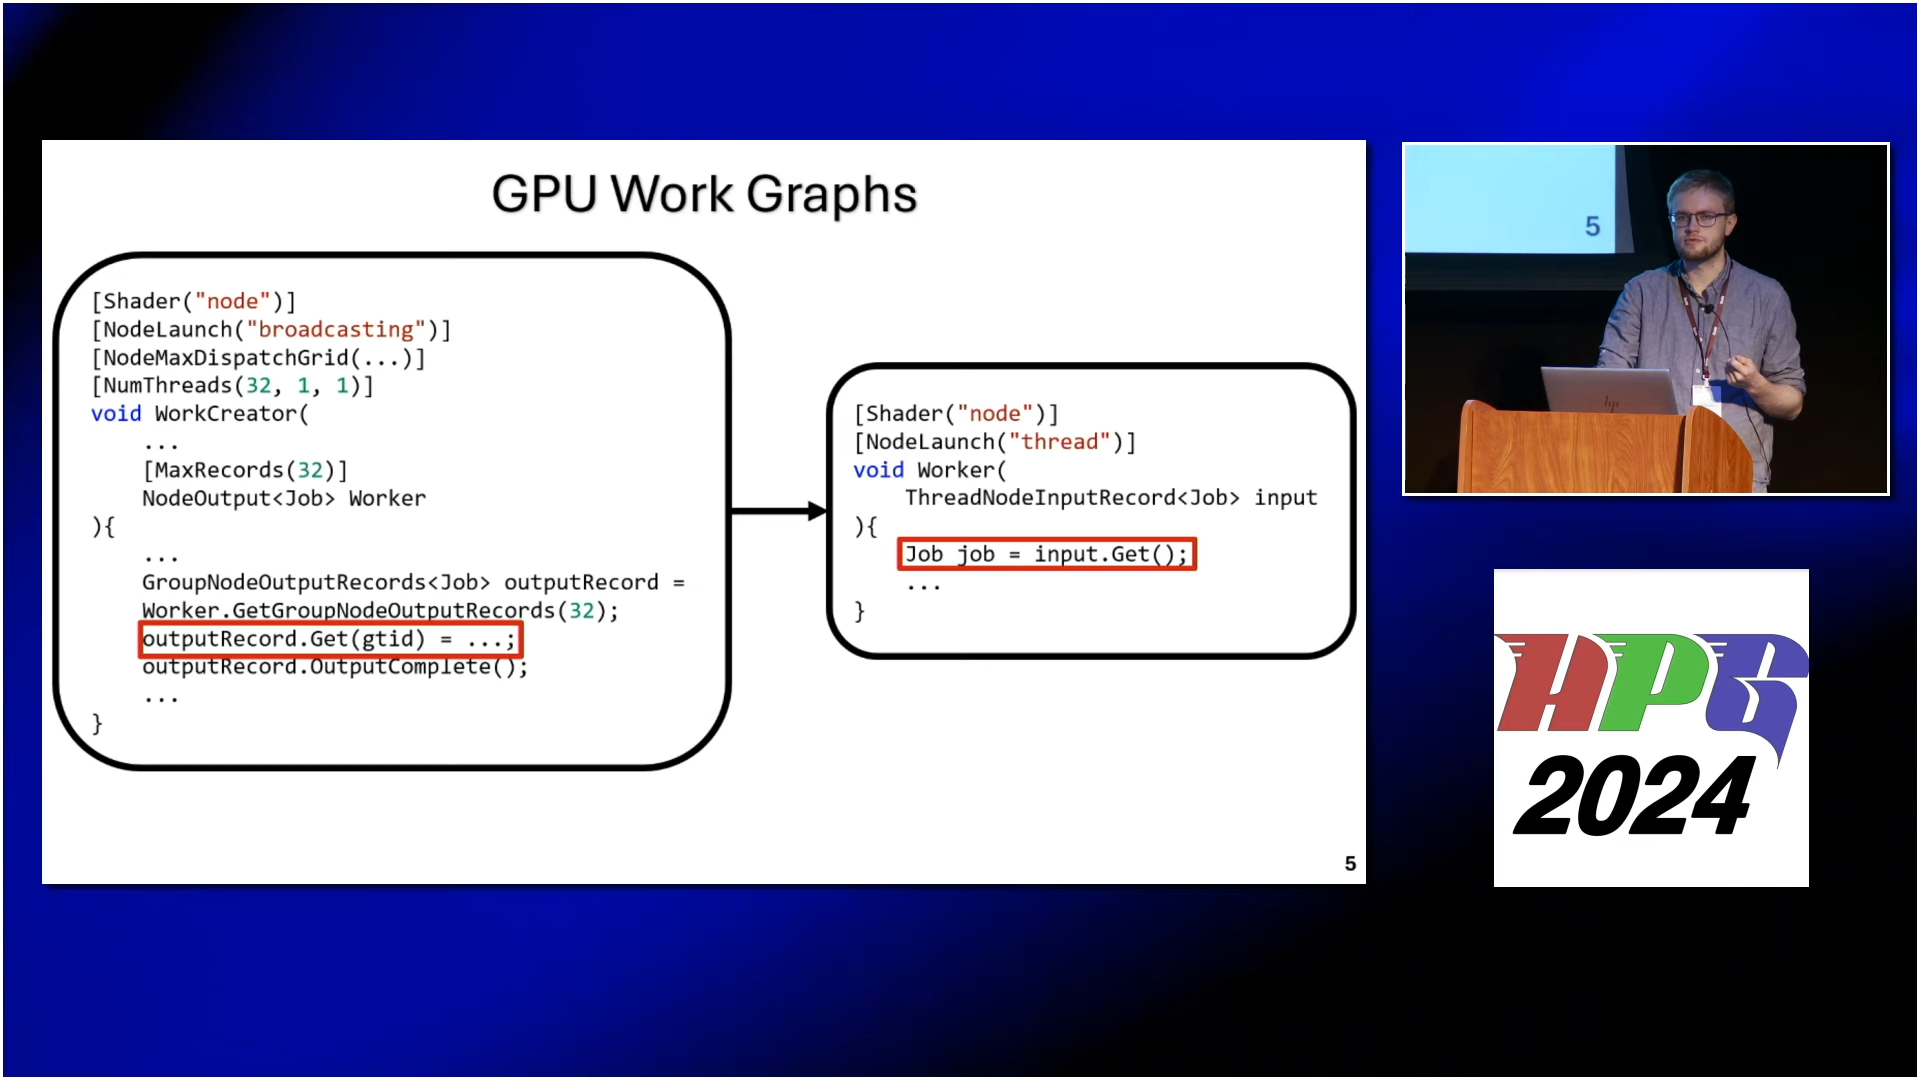 GPU Work Graphs
[Shader("node")]
[NodeLaunch("broadcasting")]
[NodeMaxDispatchGrid(...)]
[NumThreads(32, 1, 1)]
void WorkCreator(
...
[MaxRecords(32)]
NodeOutput<Job> Worker
){
...
GroupNodeOutputRecords<Job> outputRecord =
Worker.GetGroupNodeOutputRecords(32);
outputRecord.Get(gtid) = ...;
outputRecord.OutputComplete();
...
}
[Shader("node")]
[NodeLaunch("thread")]
void Worker(
ThreadNodeInputRecord<Job> input
){
Job job = input.Get();
...
}
5
5
hp
HPG
2024